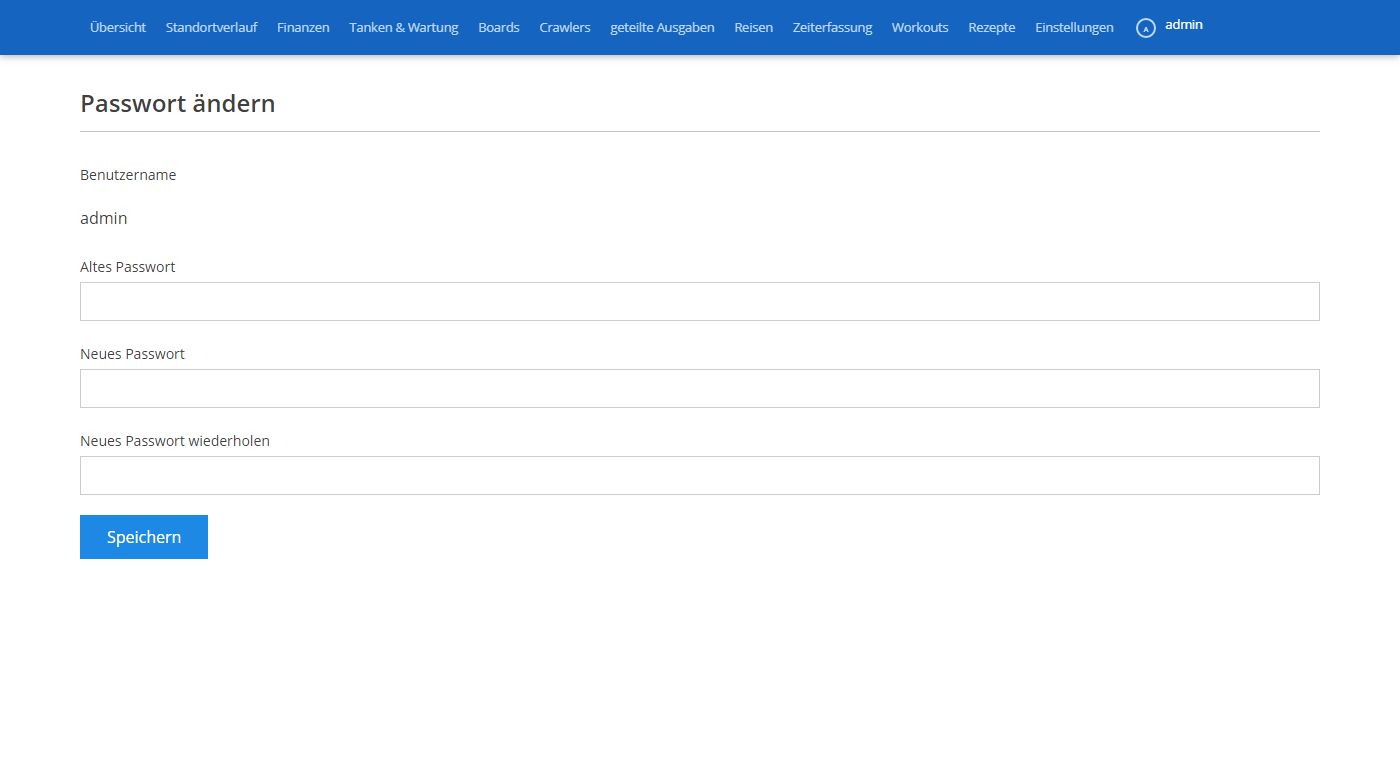 Übersicht Standortverlauf Finanzen Tanken & Wartung Boards Crawlers geteilte Ausgaben Reisen Zeiterfassung Workouts Rezepte Einstellungen A admin
Passwort ändern
Benutzername
admin
Altes Passwort
Neues Passwort
Neues Passwort wiederholen
Speichern